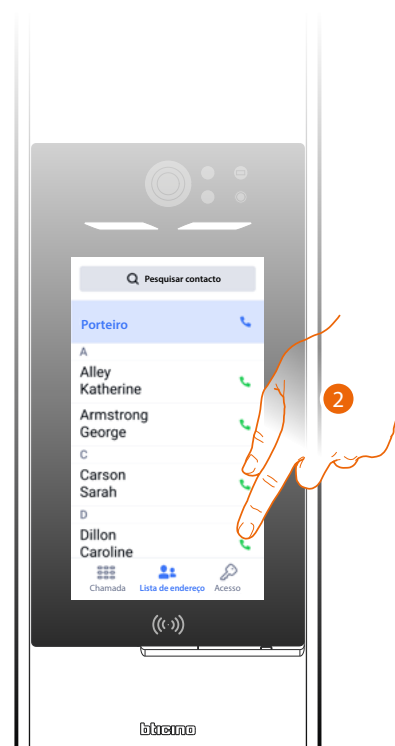 Pesquisar contacto
Porteiro
A
Alley
Katherine
Armstrong
George
C
Carson
Sarah
D
Dillon
Caroline
Chamada Lista de endereço Acesso
2
bticino